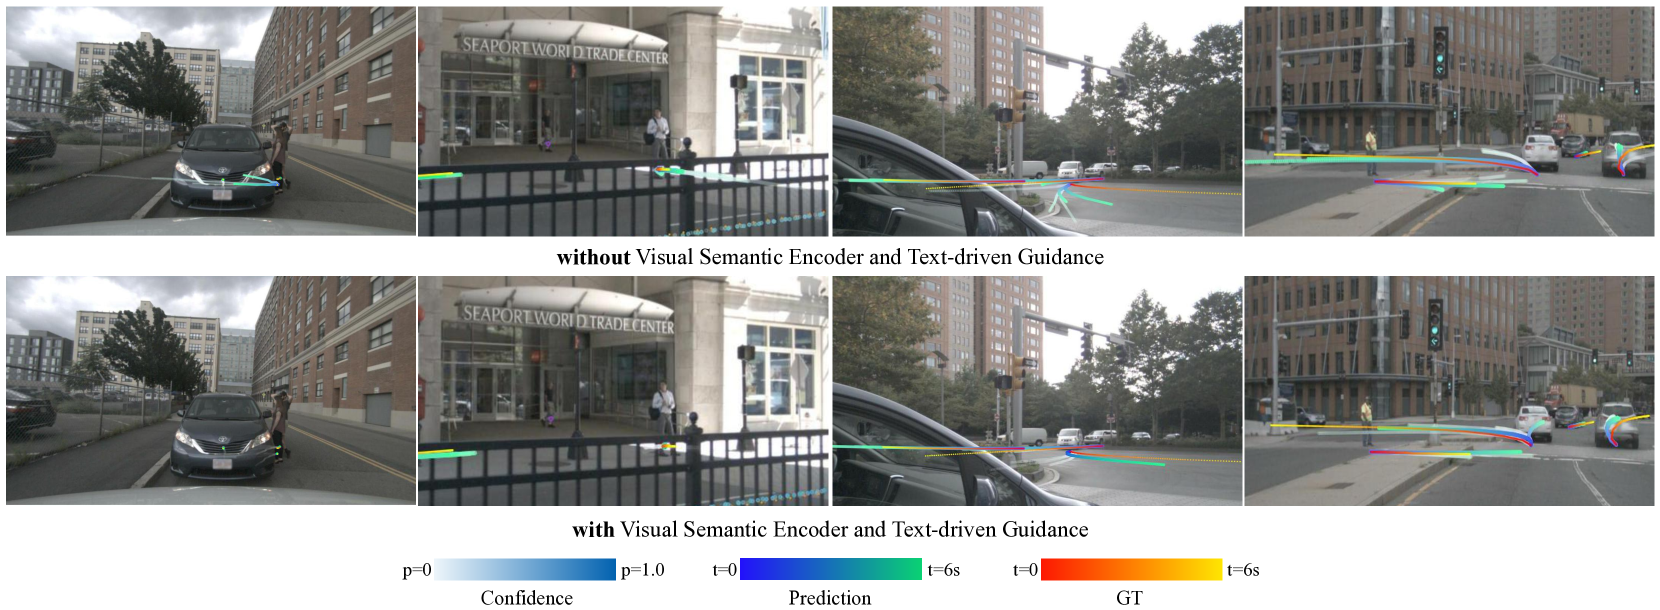 SEAPORT WORLD TRADE CENTER
without Visual Semantic Encoder and Text-driven Guidance
SEAPORT WORLD TRADE CENTER
with Visual Semantic Encoder and Text-driven Guidance
p=0 p=1.0 t=0 t=6s t=0 t=6s
Confidence Prediction GT